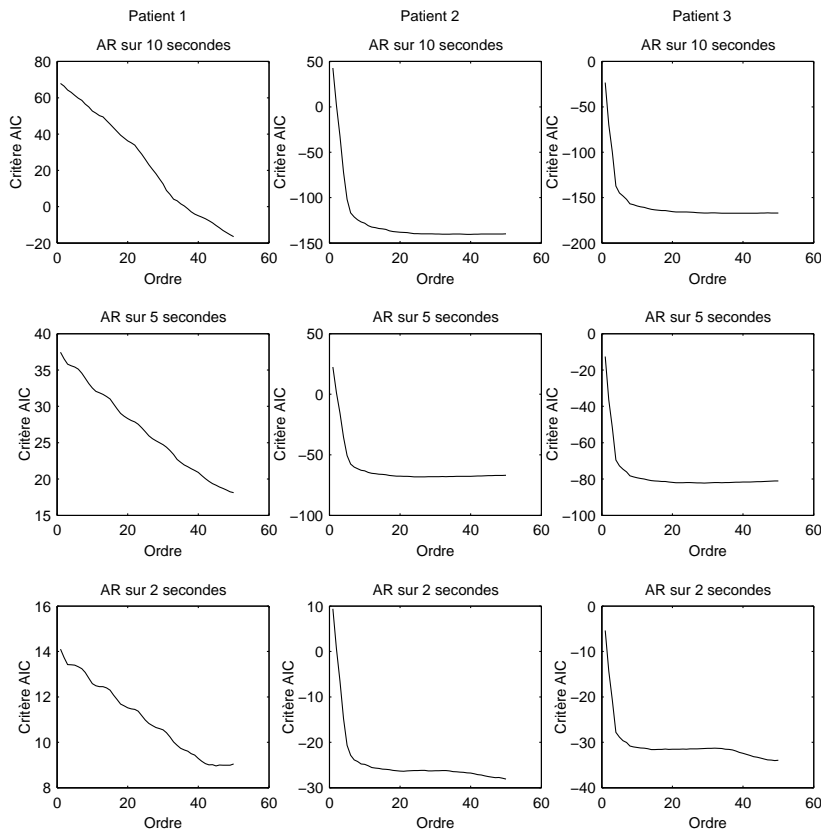 Patient 1 Patient 2 Patient 3
AR sur 10 secondes AR sur 10 secondes AR sur 10 secondes
80 50 0
60 0 −50
40 −50 −100
20 −100 −150
0 −150 −200
−20
Critère AIC Critère AIC Critère AIC
0 20 40 60 0 20 40 60 0 20 40 60
Ordre Ordre Ordre
AR sur 5 secondes AR sur 5 secondes AR sur 5 secondes
40 50 0
35 0 −20
30 −50 −40
25 −100 −60
20 −80
15 −100
Critère AIC Critère AIC Critère AIC
0 20 40 60 0 20 40 60 0 20 40 60
Ordre Ordre Ordre
AR sur 2 secondes AR sur 2 secondes AR sur 2 secondes
16 10 0
14 0 −10
12 −10 −20
10 −20 −30
8 −30 −40
Critère AIC Critère AIC Critère AIC
0 20 40 60 0 20 40 60 0 20 40 60
Ordre Ordre Ordre